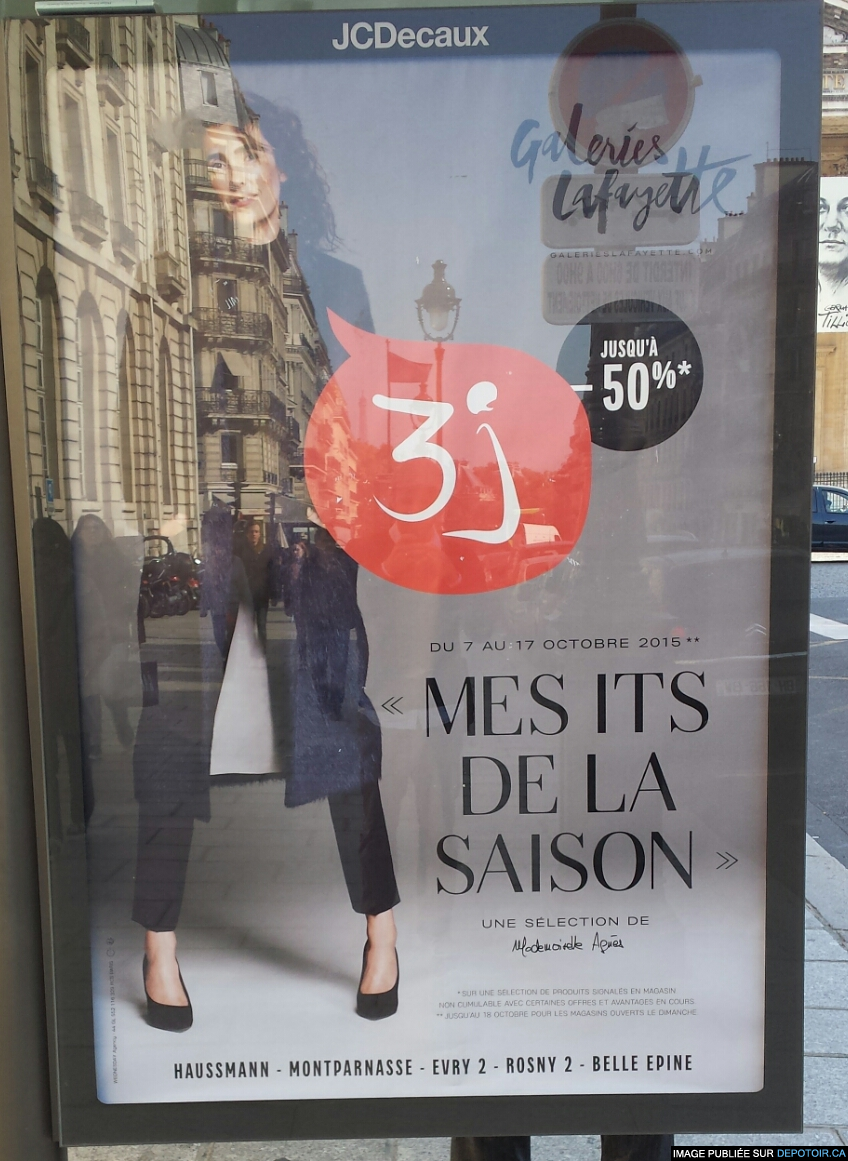 JCDecaux
Galeries
Lafayette
GALERIESLAFAYETTE.COM
JUSQU'À
- 50%*
3j
DU 7 AU 17 OCTOBRE 2015**
« MES ITS
DE LA
SAISON »
UNE SÉLECTION DE
Mademoiselle Agnès
*SUR UNE SÉLECTION DE PRODUITS SIGNALÉS EN MAGASIN
NON CUMULABLE AVEC CERTAINES OFFRES ET AVANTAGES EN COURS.
** JUSQU'AU 18 OCTOBRE POUR LES MAGASINS OUVERTS LE DIMANCHE
HAUSSMANN - MONTPARNASSE - EVRY 2 - ROSNY 2 - BELLE EPINE
IMAGE PUBLIÉE SUR DEPOTOIR.CA